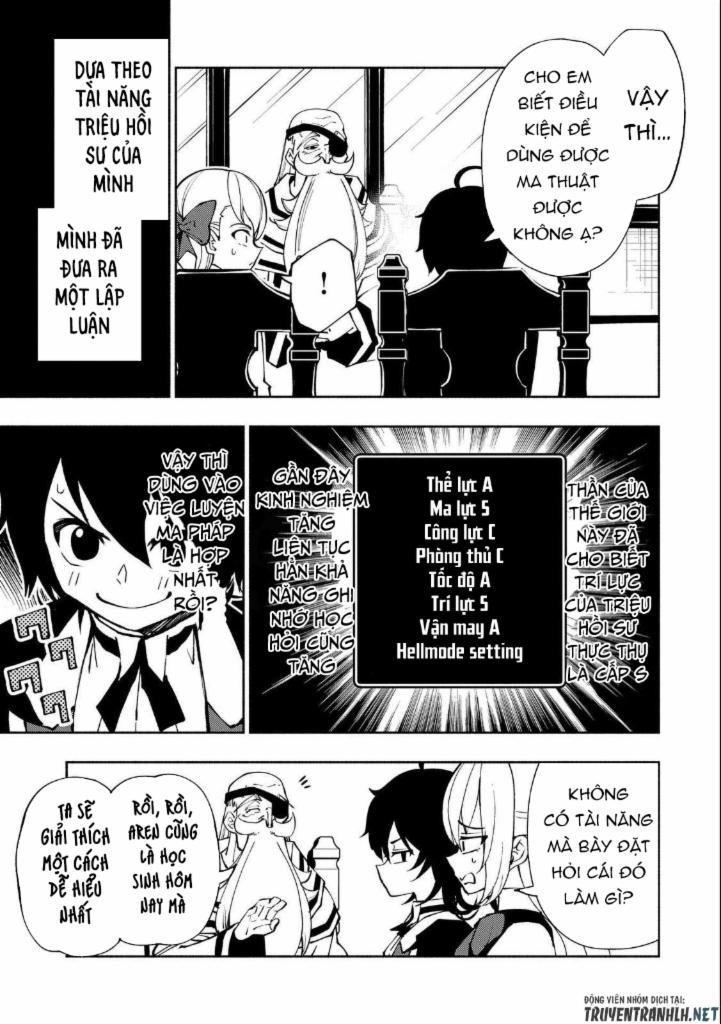 VẬY
THÌ...
CHO EM
BIẾT ĐIỀU
KIỆN ĐỂ
DÙNG ĐƯỢC
MA THUẬT
ĐƯỢC
KHÔNG Ạ?
!
DỰA THEO
TÀI NĂNG
TRIỆU HỒI
SƯ CỦA
MÌNH
MÌNH ĐÃ
ĐƯA RA
MỘT LẬP
LUẬN
THẦN CỦA
THẾ GIỚI
NÀY ĐÃ
CHO BIẾT
TRÍ LỰC
CỦA TRIỆU
HỒI SƯ
THỰC THỤ
LÀ CẤP S
Thể lực A
Ma lực S
Công lực C
Phòng thủ C
Tốc độ A
Trí lực S
Vận may A
Hellmode setting
GẦN ĐÂY
KINH NGHIỆM
TĂNG
LIÊN TỤC
HẲN KHẢ
NĂNG GHI
NHỚ HỌC
HỎI CŨNG
TĂNG
VẬY THÌ
DÙNG VÀO
VIỆC LUYỆN
MA PHÁP
LÀ HỢP
NHẤT
RỒI?
KHÔNG
CÓ TÀI NĂNG
MÀ BÀY ĐẶT
HỎI CÁI ĐÓ
LÀM GÌ?
RỒI, RỒI,
AREN CŨNG
LÀ HỌC
SINH HÔM
NAY MÀ
TA SẼ
GIẢI THÍCH
MỘT CÁCH
DỄ HIỂU
NHẤT
ĐỘNG VIÊN NHÓM DỊCH TẠI:
TRUYENTRANHLH.NET